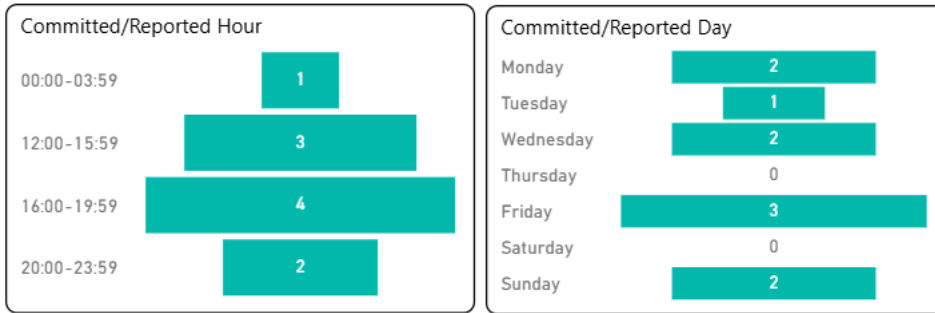 Committed/Reported Hour
00:00-03:59 1
12:00-15:59 3
16:00-19:59 4
20:00-23:59 2
Committed/Reported Day
Monday 2
Tuesday 1
Wednesday 2
Thursday 0
Friday 3
Saturday 0
Sunday 2